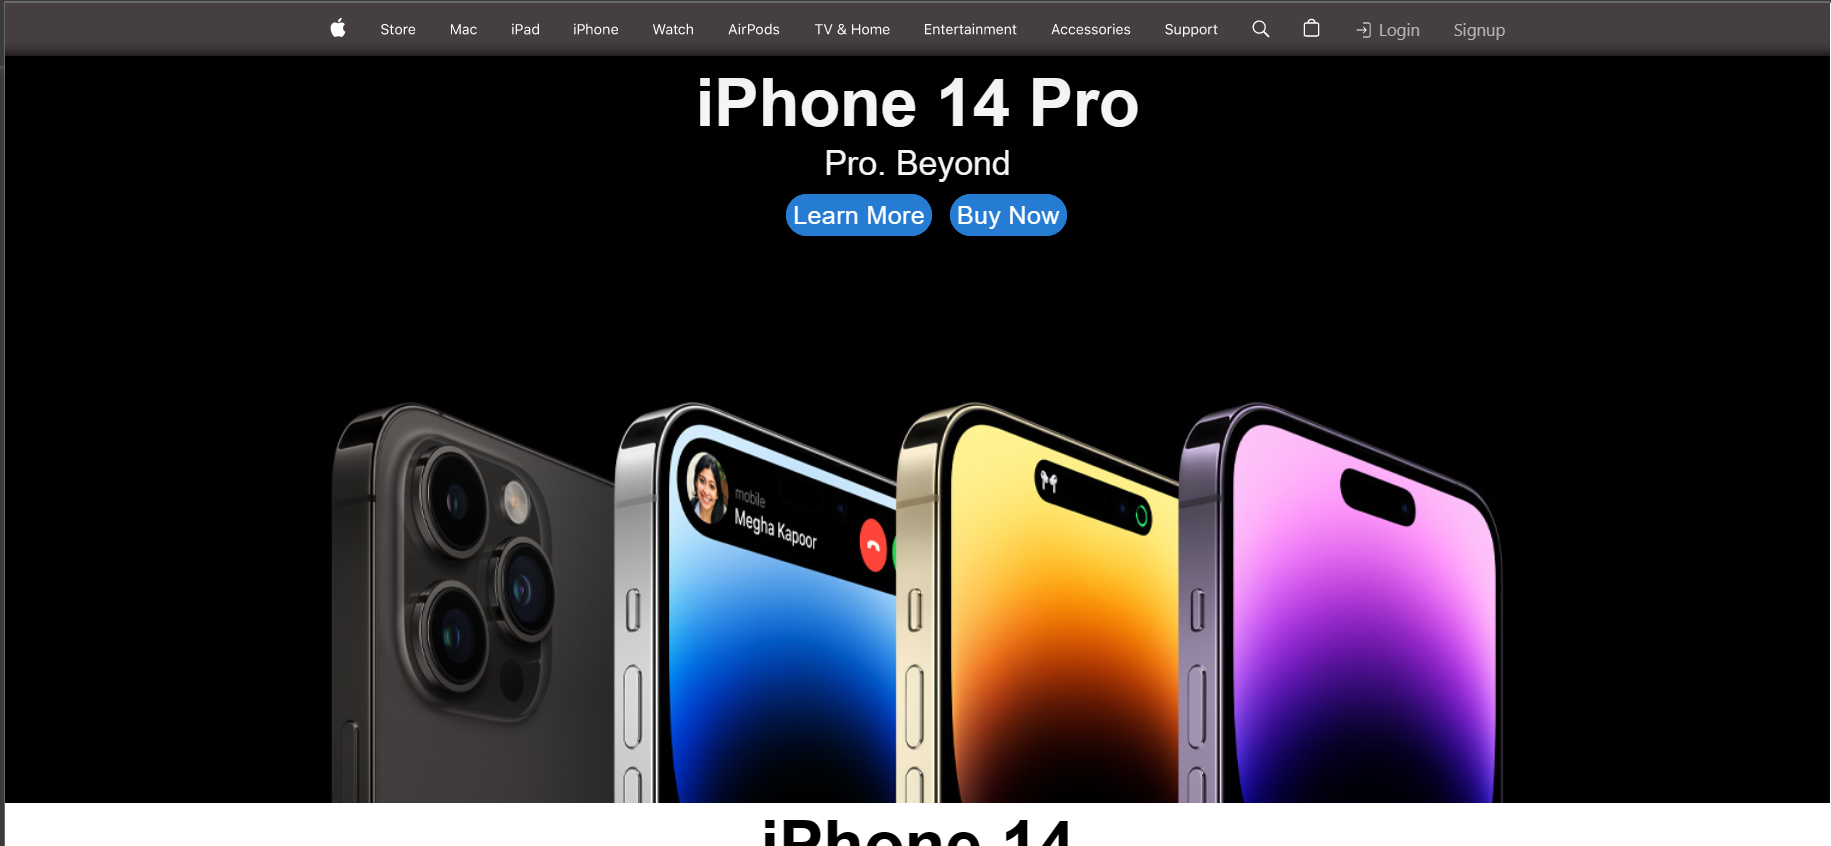 Store Mac iPad iPhone Watch AirPods TV & Home Entertainment Accessories Support Login Signup
iPhone 14 Pro
Pro. Beyond
Learn More Buy Now
mobile
Megha Kapoor
iPhone 14